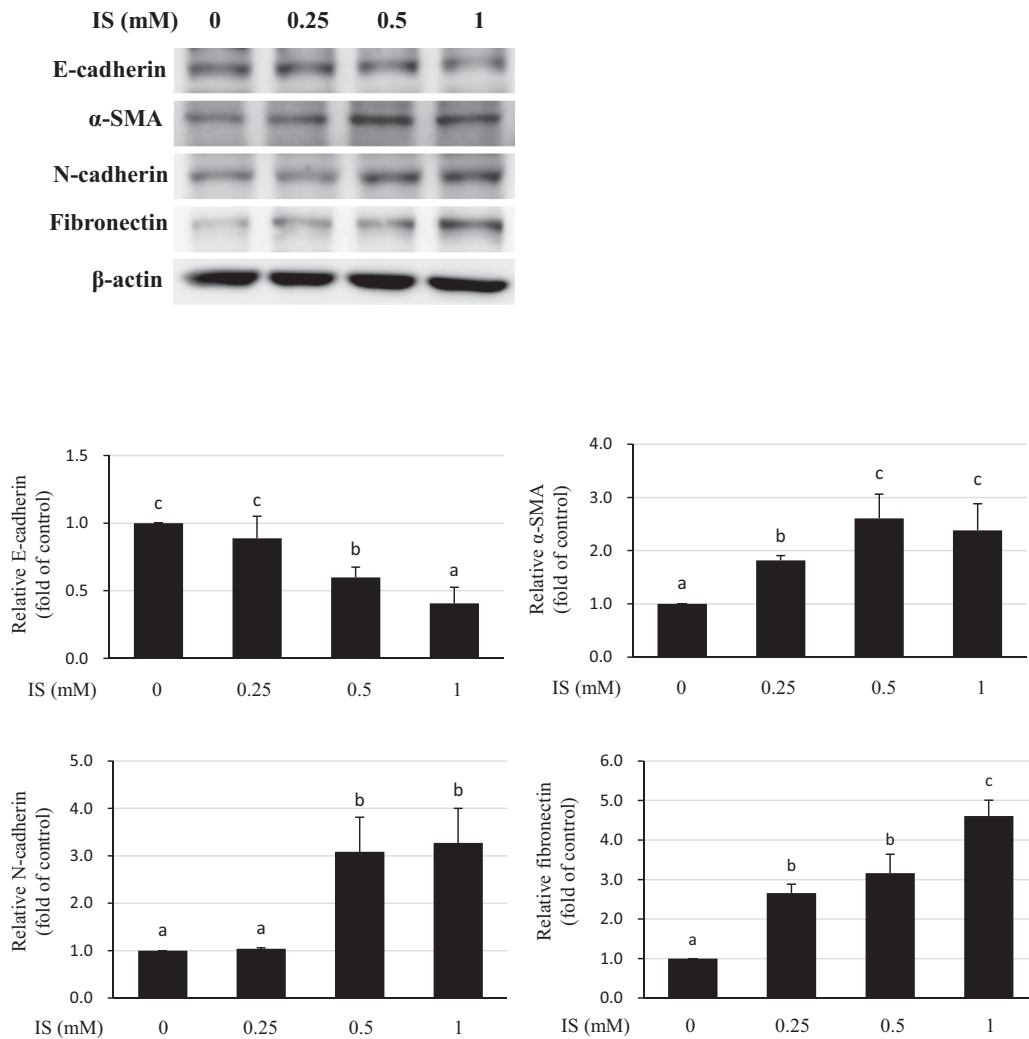 IS (mM) 0 0.25 0.5 1
E-cadherin
α-SMA
N-cadherin
Fibronectin
β-actin
Relative E-cadherin
(fold of control)
1.5
1.0
0.5
0.0
c c b a
IS (mM) 0 0.25 0.5 1
Relative α-SMA
(fold of control)
4.0
3.0
2.0
1.0
0.0
a b c c
IS (mM) 0 0.25 0.5 1
Relative N-cadherin
(fold of control)
5.0
4.0
3.0
2.0
1.0
0.0
a a b b
IS (mM) 0 0.25 0.5 1
Relative fibronectin
(fold of control)
6.0
5.0
4.0
3.0
2.0
1.0
0.0
a b b c
IS (mM) 0 0.25 0.5 1